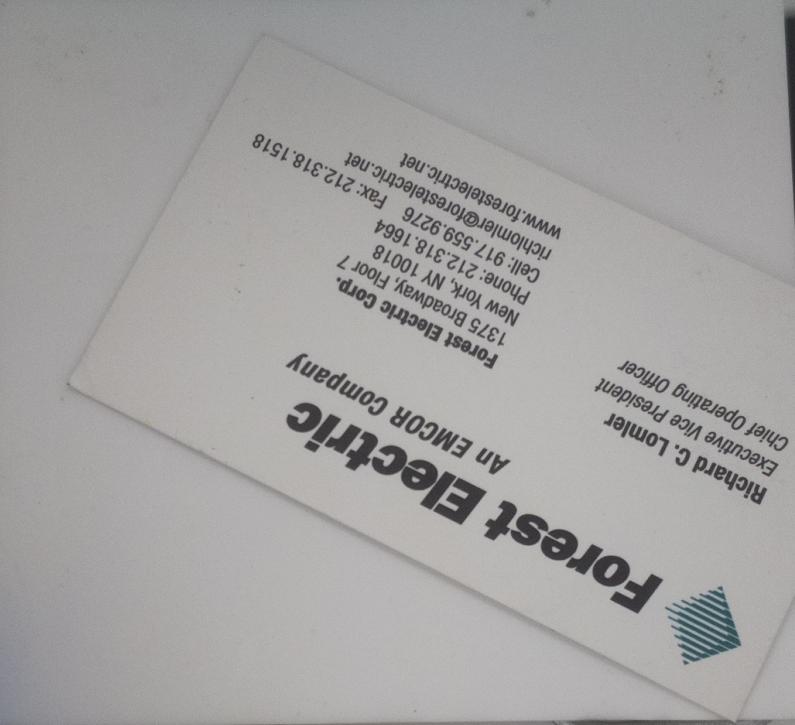 Forest Electric
An EMCOR Company
Richard C. Lomler
Executive Vice President
Chief Operating Officer
Forest Electric Corp.
1375 Broadway, Floor 7
New York, NY 10018
Phone: 212.318.1664
Cell: 917.559.9276 Fax: 212.318.1518
richlomler@forestelectric.net
www.forestelectric.net